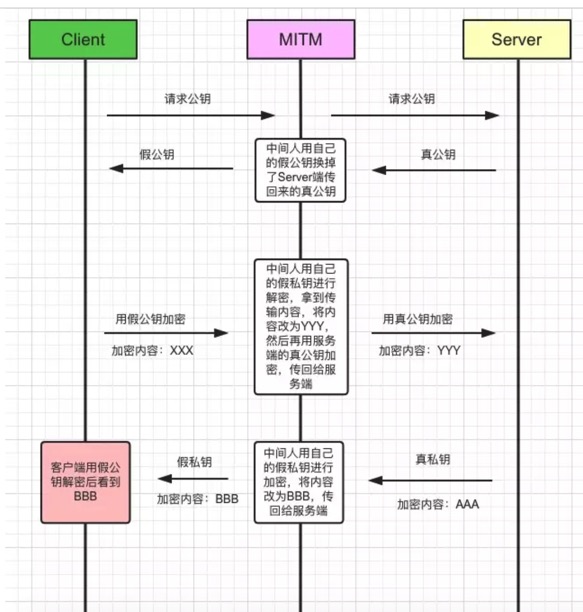 Client
MITM
Server
请求公钥
请求公钥
假公钥
中间人用自己
的假公钥换掉
了Server端传
回来的真公钥
真公钥
中间人用自己
的假私钥进行
解密，拿到传
输内容，将内
容改为YYY，
然后再用服务
端的真公钥加
密，传回给服
务端
用假公钥加密
加密内容：XXX
用真公钥加密
加密内容：YYY
客户端用假公
钥解密后看到
BBB
假私钥
加密内容：BBB
中间人用自己
的假私钥进行
加密，将内容
改为BBB，传
回给服务端
真私钥
加密内容：AAA